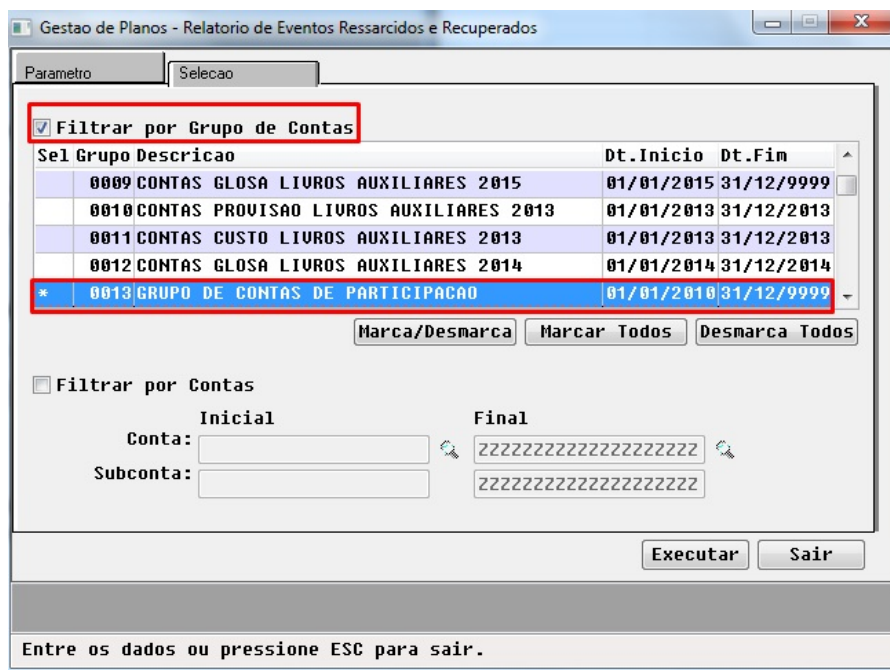 Gestao de Planos - Relatorio de Eventos Ressarcidos e Recuperados
Parametro Selecao
Filtrar por Grupo de Contas
Sel Grupo Descricao Dt.Inicio Dt.Fim
0009 CONTAS GLOSA LIVROS AUXILIARES 2015 01/01/2015 31/12/9999
0010 CONTAS PROVISAO LIVROS AUXILIARES 2013 01/01/2013 31/12/2013
0011 CONTAS CUSTO LIVROS AUXILIARES 2013 01/01/2013 31/12/2013
0012 CONTAS GLOSA LIVROS AUXILIARES 2014 01/01/2014 31/12/2014
* 0013 GRUPO DE CONTAS DE PARTICIPACAO 01/01/2010 31/12/9999
Marca/Desmarca Marcar Todos Desmarca Todos
Filtrar por Contas
Inicial Final
Conta: ZZZZZZZZZZZZZZZZZZZZ
Subconta: ZZZZZZZZZZZZZZZZZZZZ
Executar Sair
Entre os dados ou pressione ESC para sair.